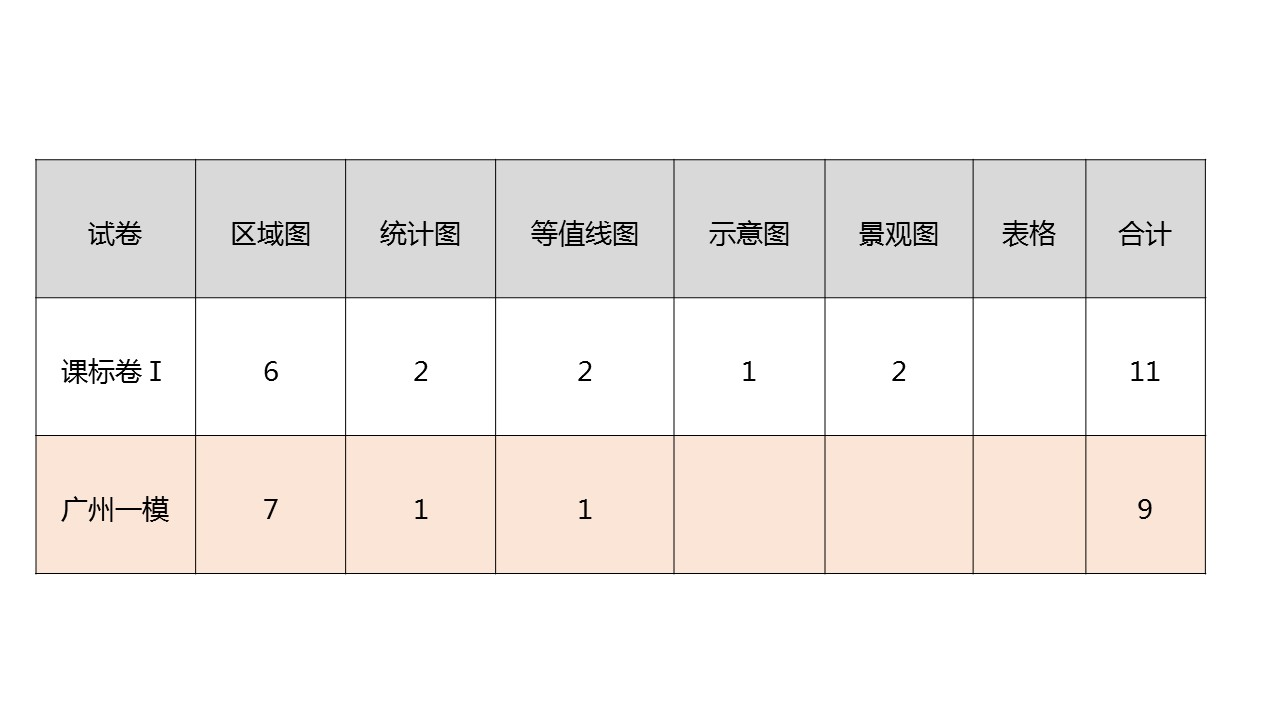 试卷 区域图 统计图 等值线图 示意图 景观图 表格 合计
课标卷Ⅰ 6 2 2 1 2 11
广州一模 7 1 1 9